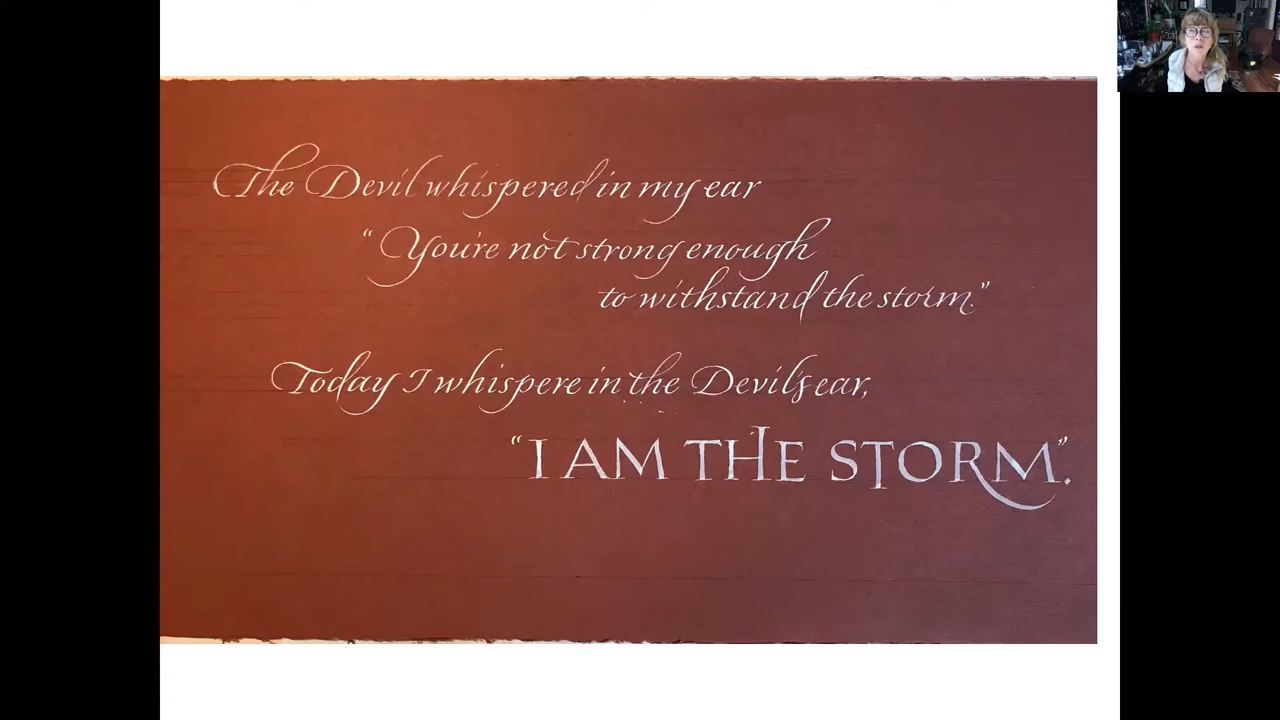 The Devil whispered in my ear
“You're not strong enough
to withstand the storm.”
Today I whispere in the Devil's ear,
“I AM THE STORM”.